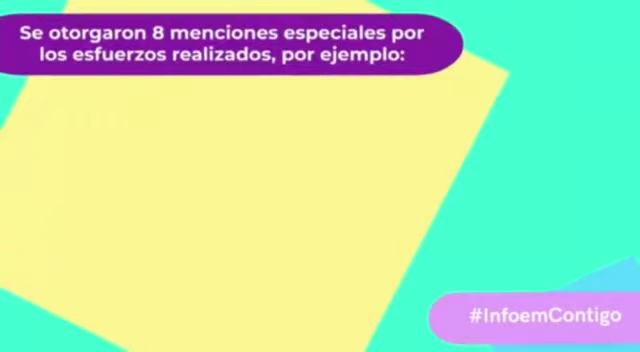 Se otorgaron 8 menciones especiales por
los esfuerzos realizados, por ejemplo:
#InfoemContigo